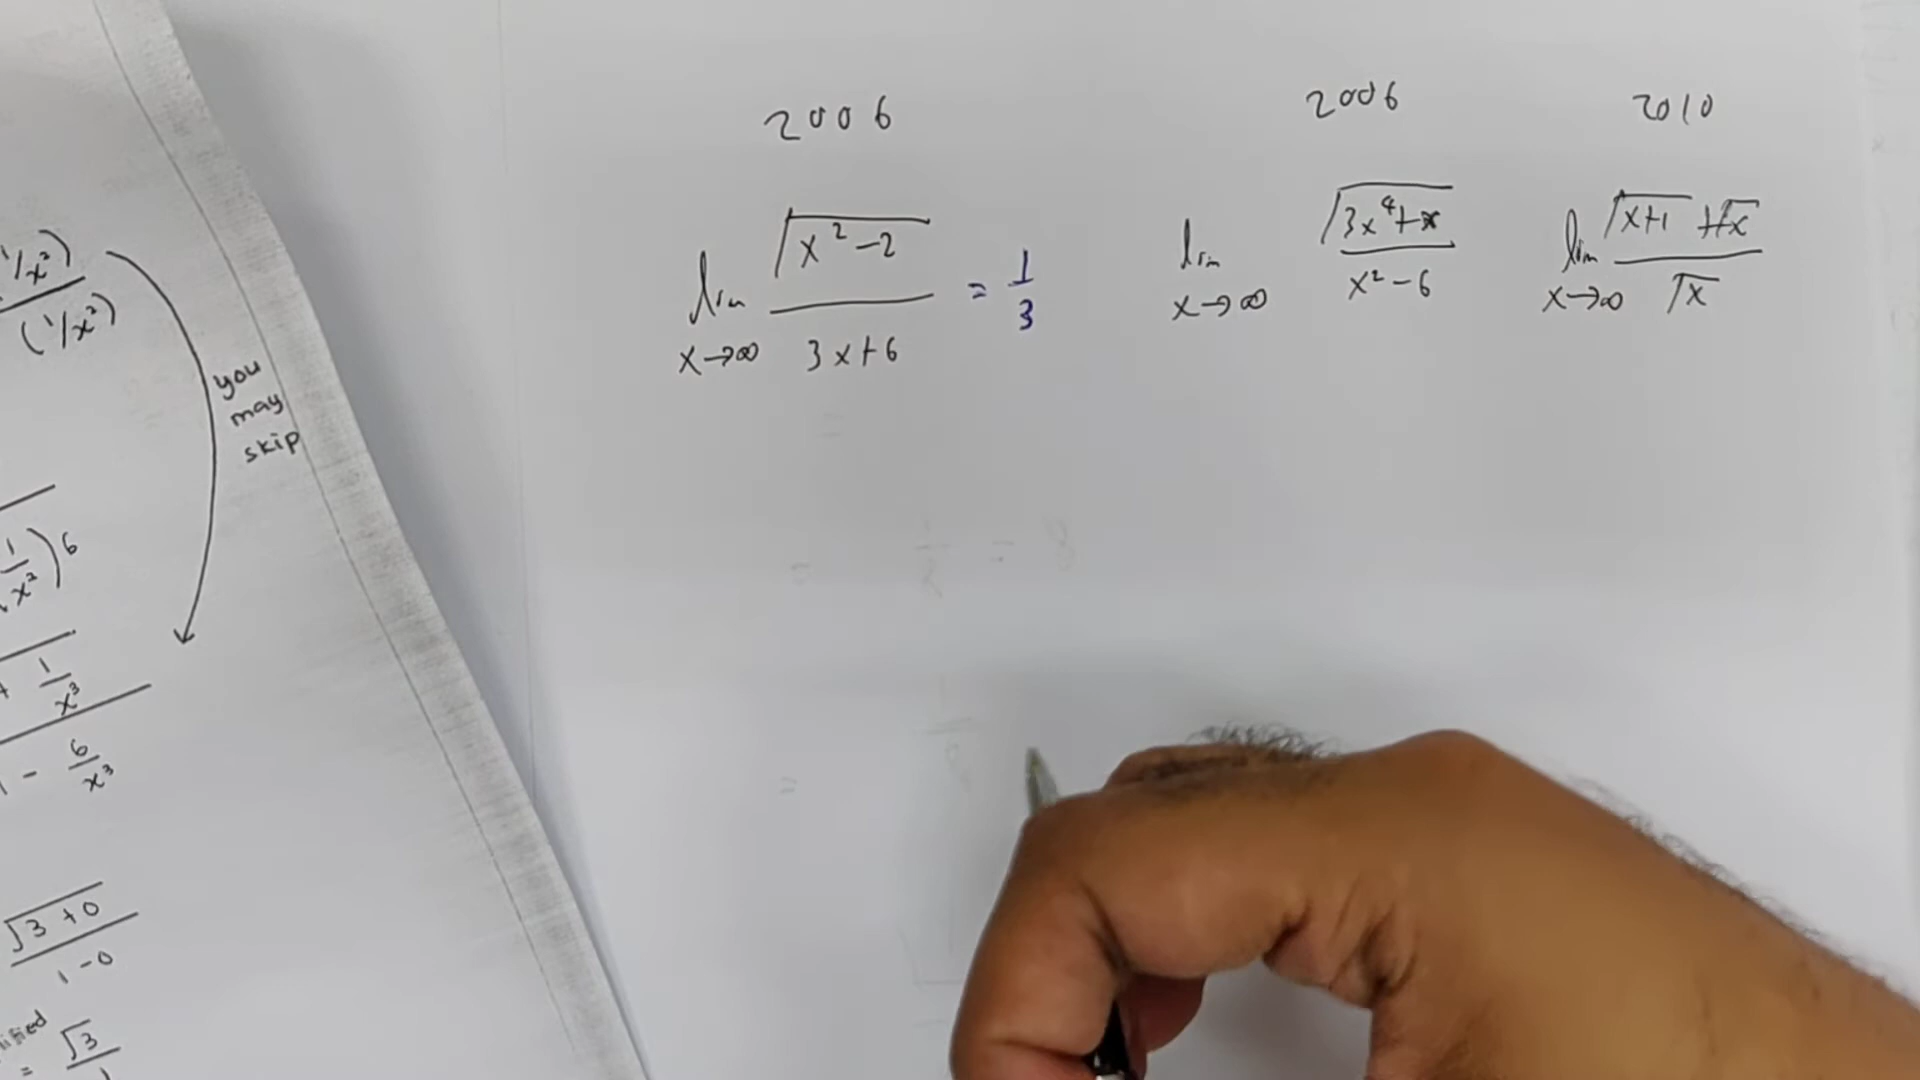 2006
lim x→∞ √(x² − 2) / (3x + 6) = 1/3
2006
lim x→∞ √(3x⁴ + x) / (x² − 6)
2010
lim x→∞ (√(x+1) + √x) / √x
1/x²)
(1/x²)
you
may
skip
1/x²)⁶
+ 1/x³
− 6/x³
√(3 + 0)
1 − 0
= √3